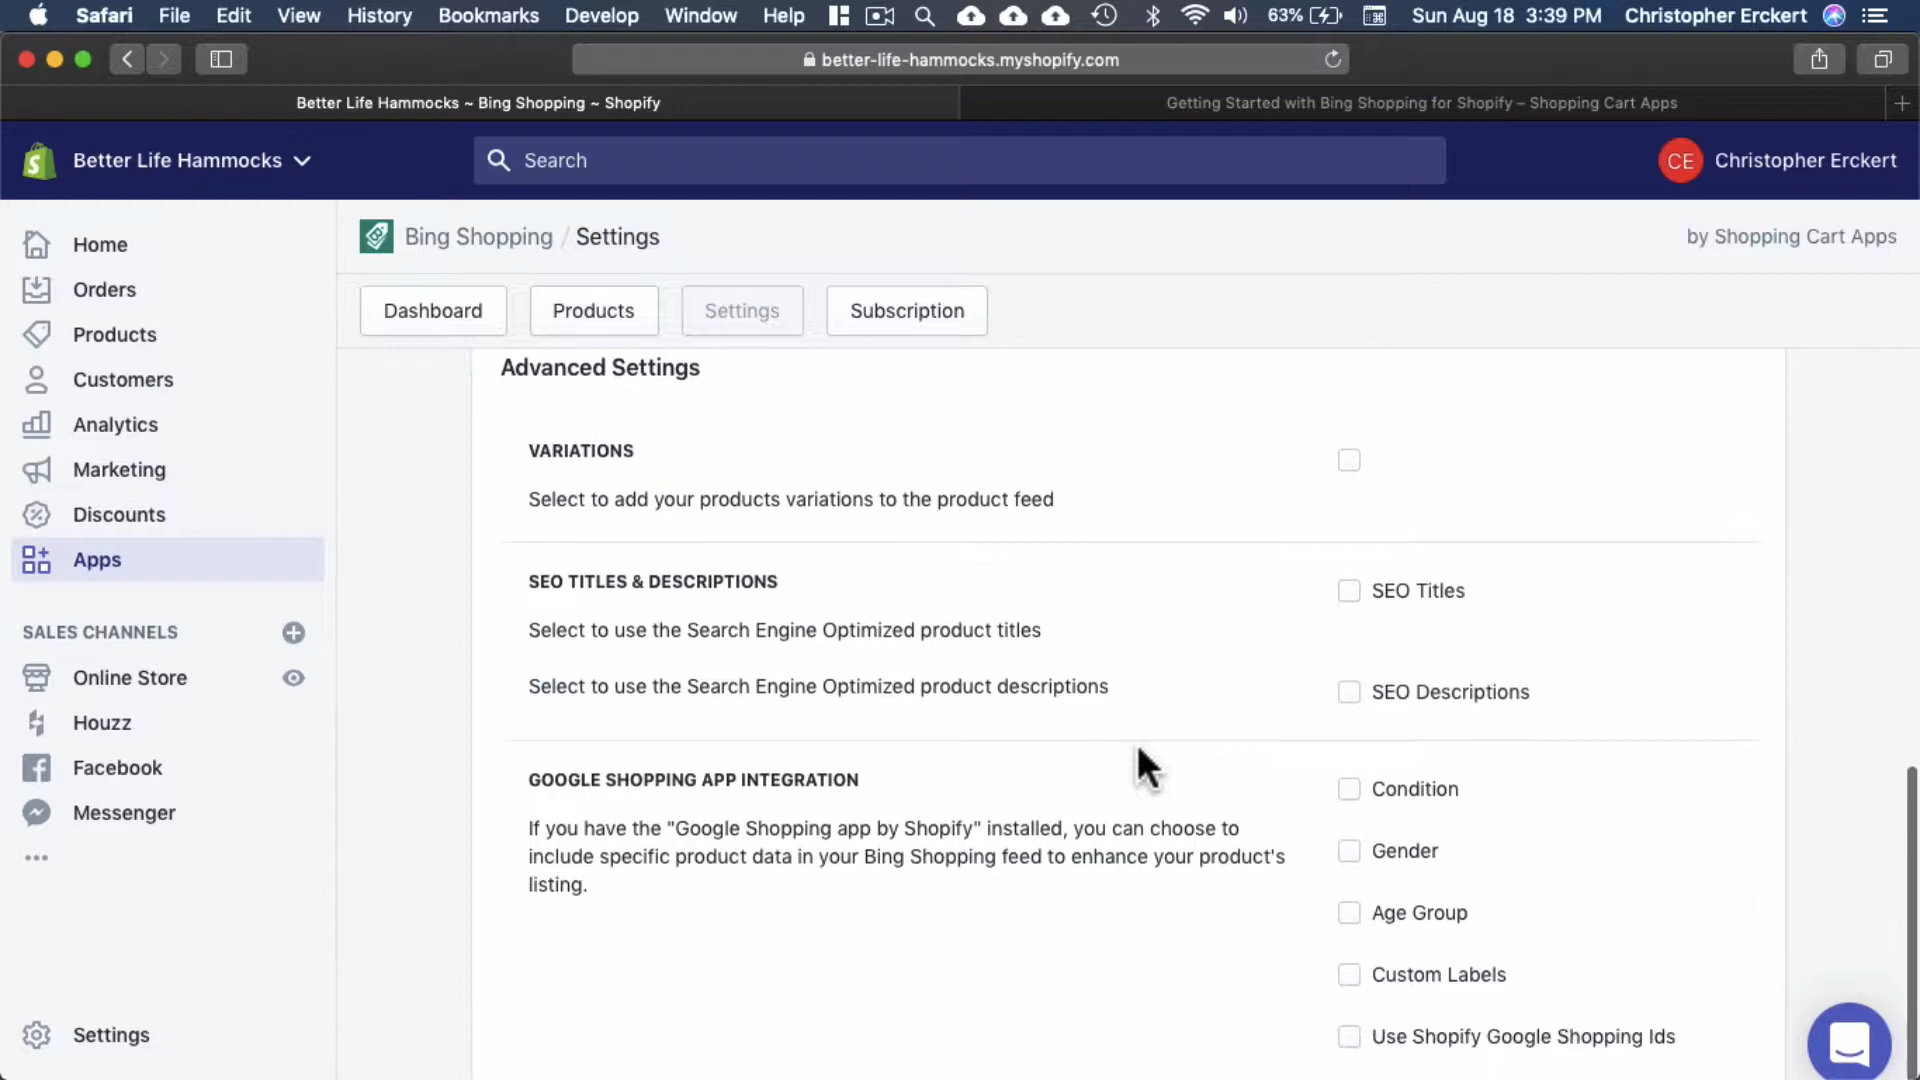 Safari File Edit View History Bookmarks Develop Window Help 63% Sun Aug 18 3:39 PM Christopher Erckert
better-life-hammocks.myshopify.com
Better Life Hammocks ~ Bing Shopping ~ Shopify
Getting Started with Bing Shopping for Shopify – Shopping Cart Apps
Better Life Hammocks
Search
CE Christopher Erckert
Home
Orders
Products
Customers
Analytics
Marketing
Discounts
Apps
SALES CHANNELS
Online Store
Houzz
Facebook
Messenger
Settings
Bing Shopping / Settings
by Shopping Cart Apps
Dashboard
Products
Settings
Subscription
Advanced Settings
VARIATIONS
Select to add your products variations to the product feed
SEO TITLES & DESCRIPTIONS
SEO Titles
Select to use the Search Engine Optimized product titles
Select to use the Search Engine Optimized product descriptions
SEO Descriptions
GOOGLE SHOPPING APP INTEGRATION
If you have the "Google Shopping app by Shopify" installed, you can choose to
include specific product data in your Bing Shopping feed to enhance your product's
listing.
Condition
Gender
Age Group
Custom Labels
Use Shopify Google Shopping Ids